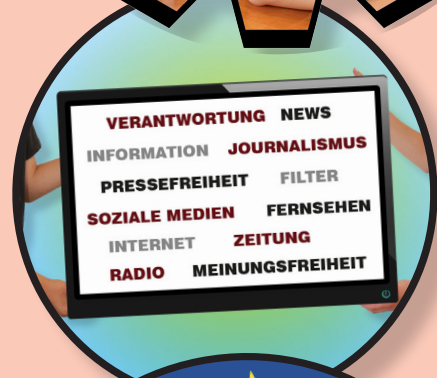 VERANTWORTUNG NEWS
INFORMATION JOURNALISMUS
PRESSEFREIHEIT FILTER
SOZIALE MEDIEN FERNSEHEN
INTERNET ZEITUNG
RADIO MEINUNGSFREIHEIT